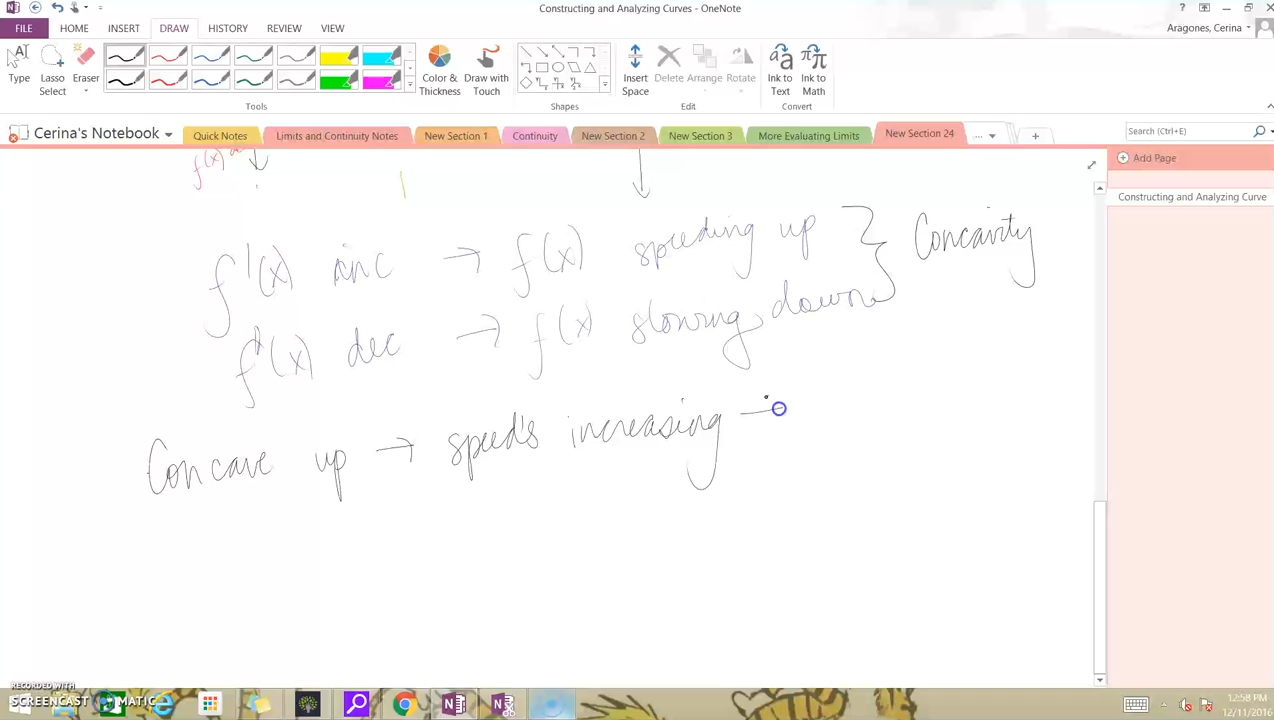 Constructing and Analyzing Curves - OneNote
Aragones, Cerina
FILE HOME INSERT DRAW HISTORY REVIEW VIEW
Type Lasso Select Eraser Color & Thickness Draw with Touch Insert Space Delete Arrange Rotate Ink to Text Ink to Math
Tools Shapes Edit Convert
Cerina's Notebook Quick Notes Limits and Continuity Notes New Section 1 Continuity New Section 2 New Section 3 More Evaluating Limits New Section 24 ... Search (Ctrl+E)
Add Page
Constructing and Analyzing Curve
f(x)
f'(x) inc → f(x) speeding up } Concavity
f'(x) dec → f(x) slowing down
Concave up → speed's increasing
RECORDED WITH
SCREENCAST MATIC
12:58 PM
12/11/2016